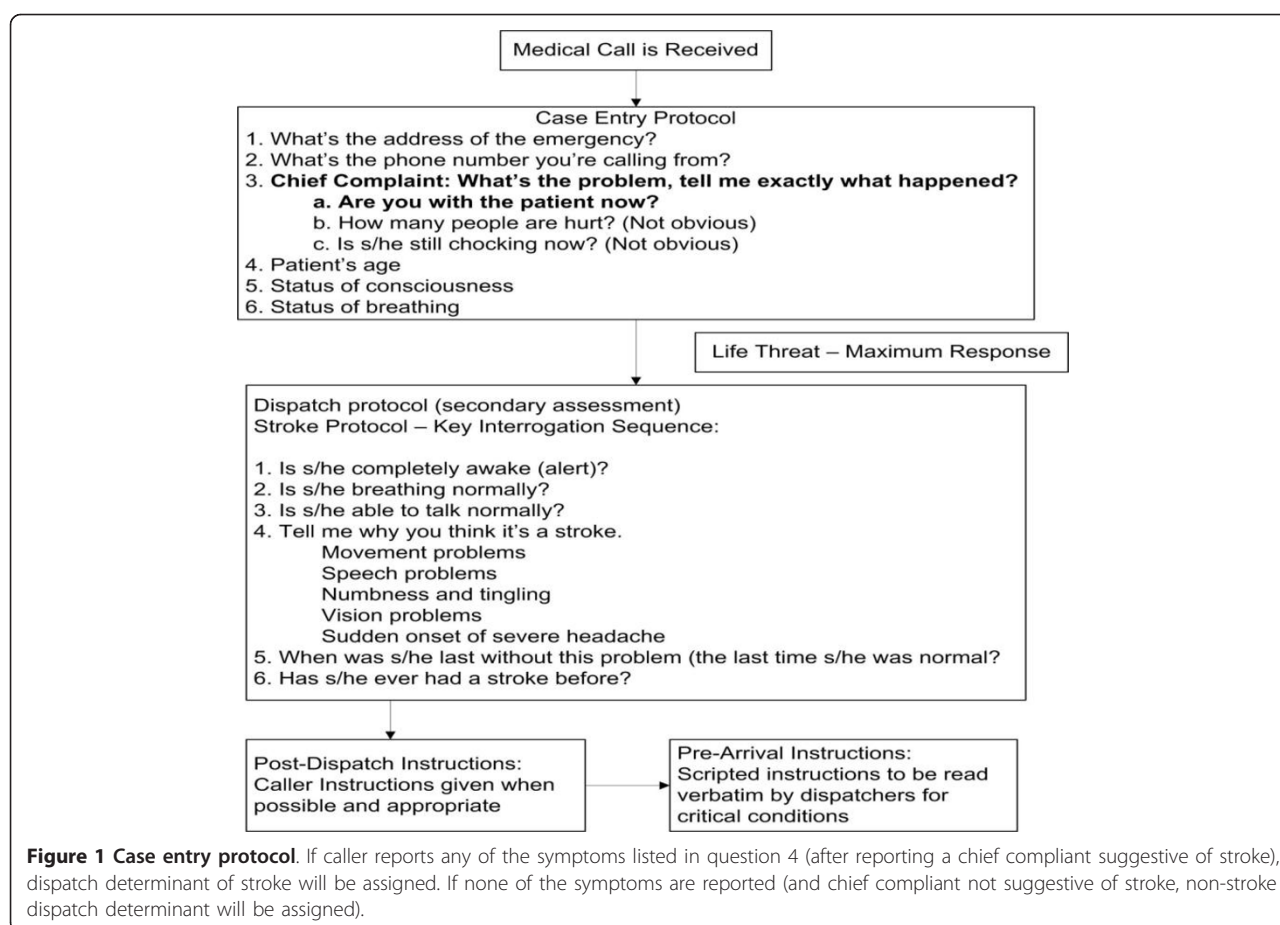 Medical Call is Received
Case Entry Protocol
1. What's the address of the emergency?
2. What's the phone number you're calling from?
3. Chief Complaint: What's the problem, tell me exactly what happened?
a. Are you with the patient now?
b. How many people are hurt? (Not obvious)
c. Is s/he still chocking now? (Not obvious)
4. Patient's age
5. Status of consciousness
6. Status of breathing
Life Threat – Maximum Response
Dispatch protocol (secondary assessment)
Stroke Protocol – Key Interrogation Sequence:
1. Is s/he completely awake (alert)?
2. Is s/he breathing normally?
3. Is s/he able to talk normally?
4. Tell me why you think it's a stroke.
Movement problems
Speech problems
Numbness and tingling
Vision problems
Sudden onset of severe headache
5. When was s/he last without this problem (the last time s/he was normal?
6. Has s/he ever had a stroke before?
Post-Dispatch Instructions:
Caller Instructions given when
possible and appropriate
Pre-Arrival Instructions:
Scripted instructions to be read
verbatim by dispatchers for
critical conditions
Figure 1 Case entry protocol. If caller reports any of the symptoms listed in question 4 (after reporting a chief compliant suggestive of stroke),
dispatch determinant of stroke will be assigned. If none of the symptoms are reported (and chief compliant not suggestive of stroke, non-stroke
dispatch determinant will be assigned).